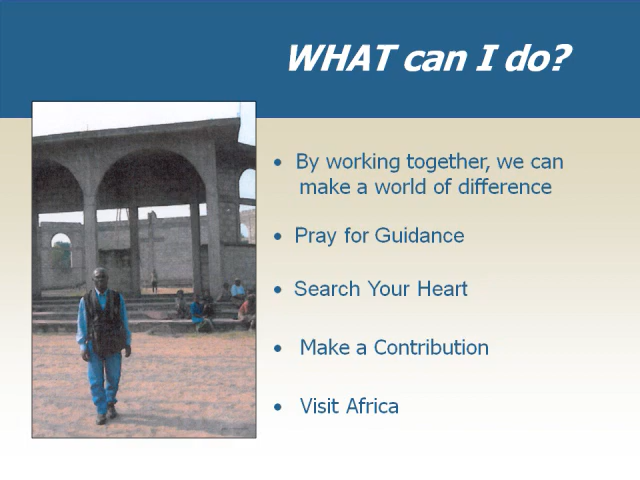 WHAT can I do?
• By working together, we can
make a world of difference
• Pray for Guidance
• Search Your Heart
• Make a Contribution
• Visit Africa